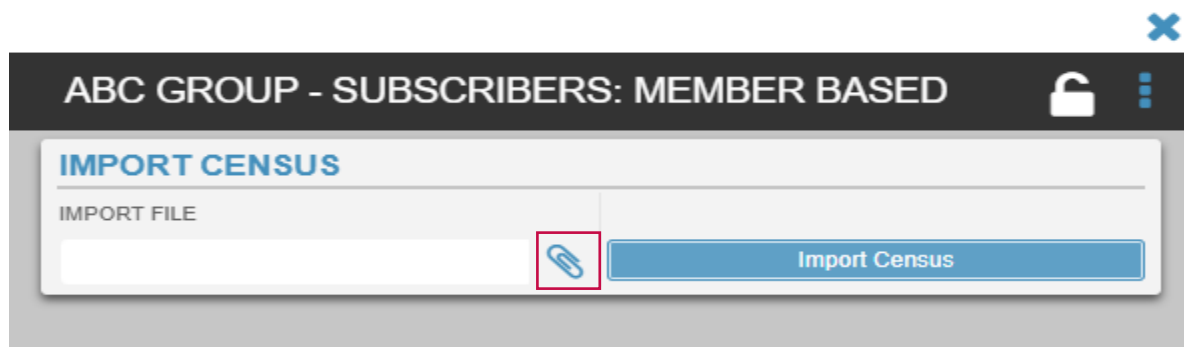 ABC GROUP - SUBSCRIBERS: MEMBER BASED
IMPORT CENSUS
IMPORT FILE
Import Census